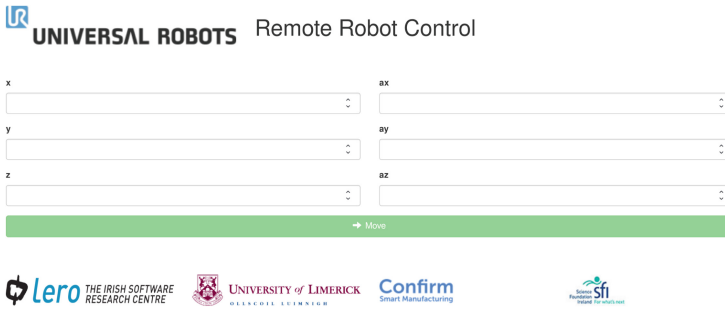 UR
UNIVERSAL ROBOTS Remote Robot Control
x ax
y ay
z az
Move
Lero THE IRISH SOFTWARE
RESEARCH CENTRE
UNIVERSITY of LIMERICK
OLLSCOIL LUIMNIGH
Confirm
Smart Manufacturing
Science
Foundation
Ireland
sfi
For what's next